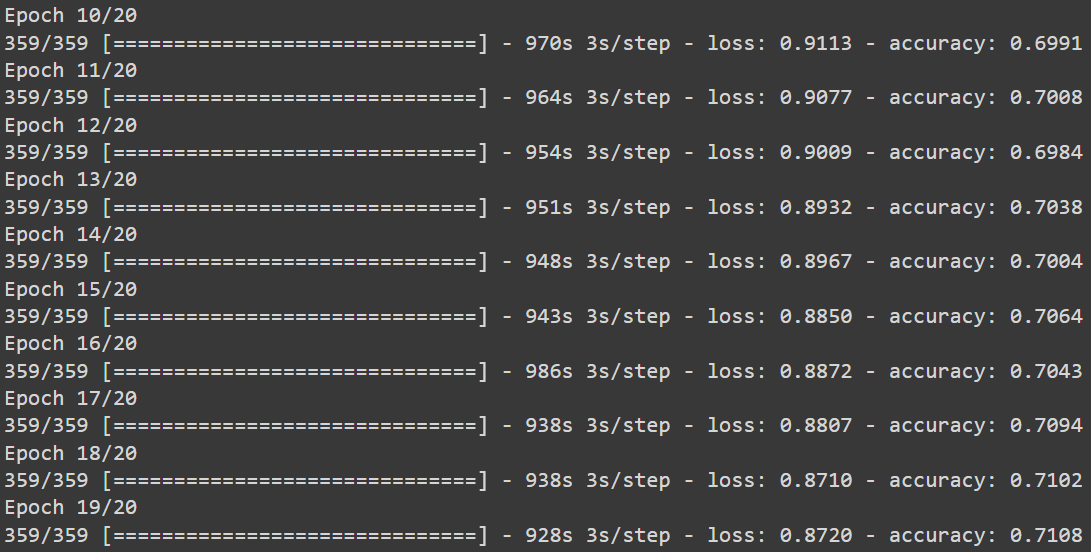 Epoch 10/20
359/359 [==============================] - 970s 3s/step - loss: 0.9113 - accuracy: 0.6991
Epoch 11/20
359/359 [==============================] - 964s 3s/step - loss: 0.9077 - accuracy: 0.7008
Epoch 12/20
359/359 [==============================] - 954s 3s/step - loss: 0.9009 - accuracy: 0.6984
Epoch 13/20
359/359 [==============================] - 951s 3s/step - loss: 0.8932 - accuracy: 0.7038
Epoch 14/20
359/359 [==============================] - 948s 3s/step - loss: 0.8967 - accuracy: 0.7004
Epoch 15/20
359/359 [==============================] - 943s 3s/step - loss: 0.8850 - accuracy: 0.7064
Epoch 16/20
359/359 [==============================] - 986s 3s/step - loss: 0.8872 - accuracy: 0.7043
Epoch 17/20
359/359 [==============================] - 938s 3s/step - loss: 0.8807 - accuracy: 0.7094
Epoch 18/20
359/359 [==============================] - 938s 3s/step - loss: 0.8710 - accuracy: 0.7102
Epoch 19/20
359/359 [==============================] - 928s 3s/step - loss: 0.8720 - accuracy: 0.7108